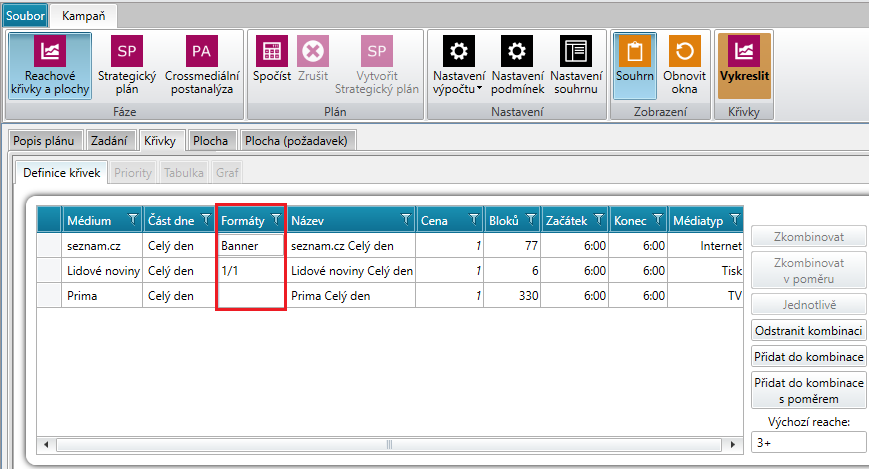 Soubor Kampaň
Reachové křivky a plochy
Strategický plán
Crossmediální postanalýza
Spočíst
Zrušit
Vytvořit Strategický plán
Nastavení výpočtu
Nastavení podmínek
Nastavení souhrnu
Souhrn
Obnovit okna
Vykreslit
SP PA SP
Fáze Plán Nastavení Zobrazení Křivky
Popis plánu Zadání Křivky Plocha Plocha (požadavek)
Definice křivek Priority Tabulka Graf
Médium Část dne Formáty Název Cena Bloků Začátek Konec Médiatyp
seznam.cz Celý den Banner seznam.cz Celý den 1 77 6:00 6:00 Internet
Lidové noviny Celý den 1/1 Lidové noviny Celý den 1 6 6:00 6:00 Tisk
Prima Celý den Prima Celý den 1 330 6:00 6:00 TV
Zkombinovat
Zkombinovat
v poměru
Jednotlivě
Odstranit kombinaci
Přidat do kombinace
Přidat do kombinace
s poměrem
Výchozí reache:
3+